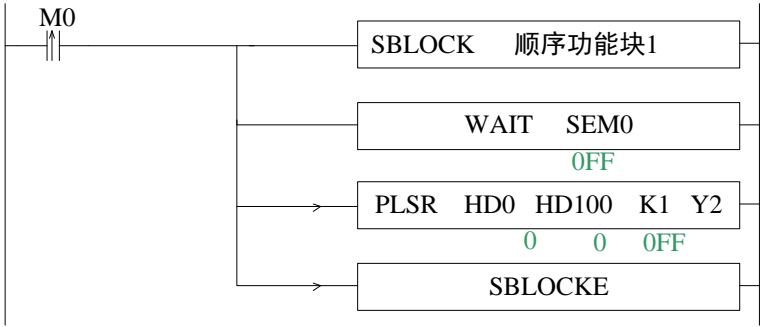 M0
SBLOCK 顺序功能块1
WAIT SEM0
0FF
PLSR HD0 HD100 K1 Y2
0 0 0FF
SBLOCKE